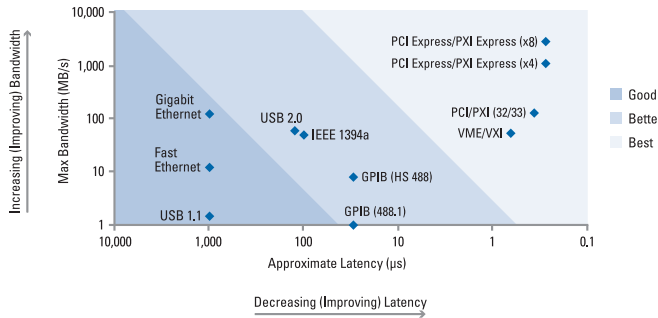 Increasing (Improving) Bandwidth
Max Bandwidth (MB/s)
10,000
1,000
100
10
1
PCI Express/PXI Express (x8)
PCI Express/PXI Express (x4)
Gigabit
Ethernet
USB 2.0
IEEE 1394a
PCI/PXI (32/33)
VME/VXI
Fast
Ethernet
GPIB (HS 488)
USB 1.1
GPIB (488.1)
10,000
1,000
100
10
1
0.1
Approximate Latency (µs)
Decreasing (Improving) Latency
Good
Bette
Best